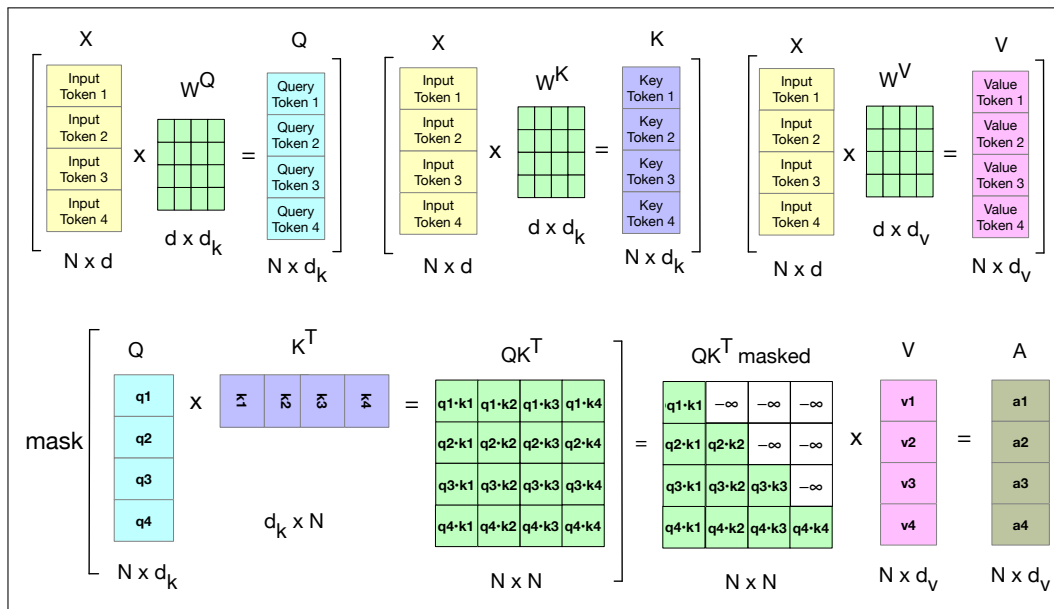 X
Q
X
K
X
V
W^Q
W^K
W^V
Input
Token 1
Input
Token 2
Input
Token 3
Input
Token 4
x
=
Query
Token 1
Query
Token 2
Query
Token 3
Query
Token 4
Input
Token 1
Input
Token 2
Input
Token 3
Input
Token 4
x
=
Key
Token 1
Key
Token 2
Key
Token 3
Key
Token 4
Input
Token 1
Input
Token 2
Input
Token 3
Input
Token 4
x
=
Value
Token 1
Value
Token 2
Value
Token 3
Value
Token 4
d x d_k
d x d_k
d x d_v
N x d
N x d_k
N x d
N x d_k
N x d
N x d_v
mask
Q
q1
q2
q3
q4
N x d_k
x
K^T
k1 k2 k3 k4
d_k x N
=
QK^T
q1•k1 q1•k2 q1•k3 q1•k4
q2•k1 q2•k2 q2•k3 q2•k4
q3•k1 q3•k2 q3•k3 q3•k4
q4•k1 q4•k2 q4•k3 q4•k4
N x N
=
QK^T masked
q1•k1 −∞ −∞ −∞
q2•k1 q2•k2 −∞ −∞
q3•k1 q3•k2 q3•k3 −∞
q4•k1 q4•k2 q4•k3 q4•k4
N x N
x
V
v1
v2
v3
v4
N x d_v
=
A
a1
a2
a3
a4
N x d_v